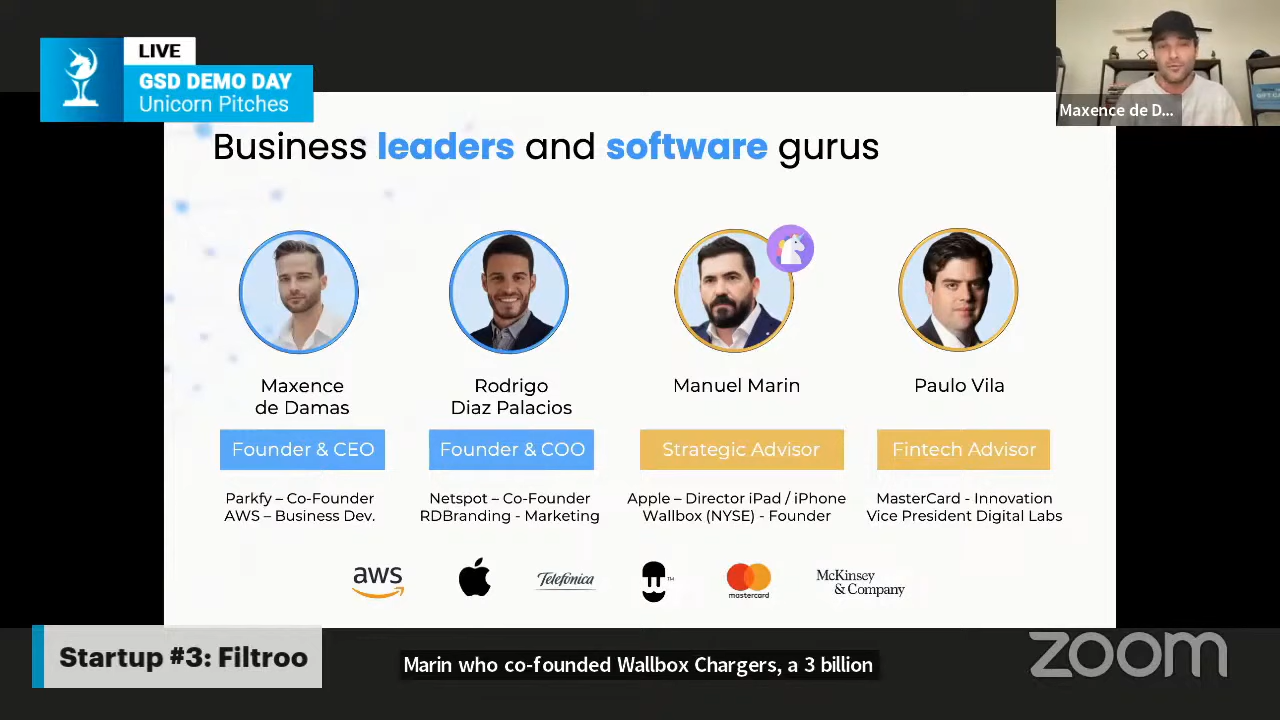 LIVE
GSD DEMO DAY
Unicorn Pitches
Maxence de D...
Business leaders and software gurus
Maxence
de Damas
Founder & CEO
Parkfy – Co-Founder
AWS – Business Dev.
Rodrigo
Diaz Palacios
Founder & COO
Netspot – Co-Founder
RDBranding - Marketing
Manuel Marin
Strategic Advisor
Apple – Director iPad / iPhone
Wallbox (NYSE) - Founder
Paulo Vila
Fintech Advisor
MasterCard - Innovation
Vice President Digital Labs
aws
Telefónica
TM
mastercard
McKinsey
& Company
Startup #3: Filtroo
Marin who co-founded Wallbox Chargers, a 3 billion
zoom